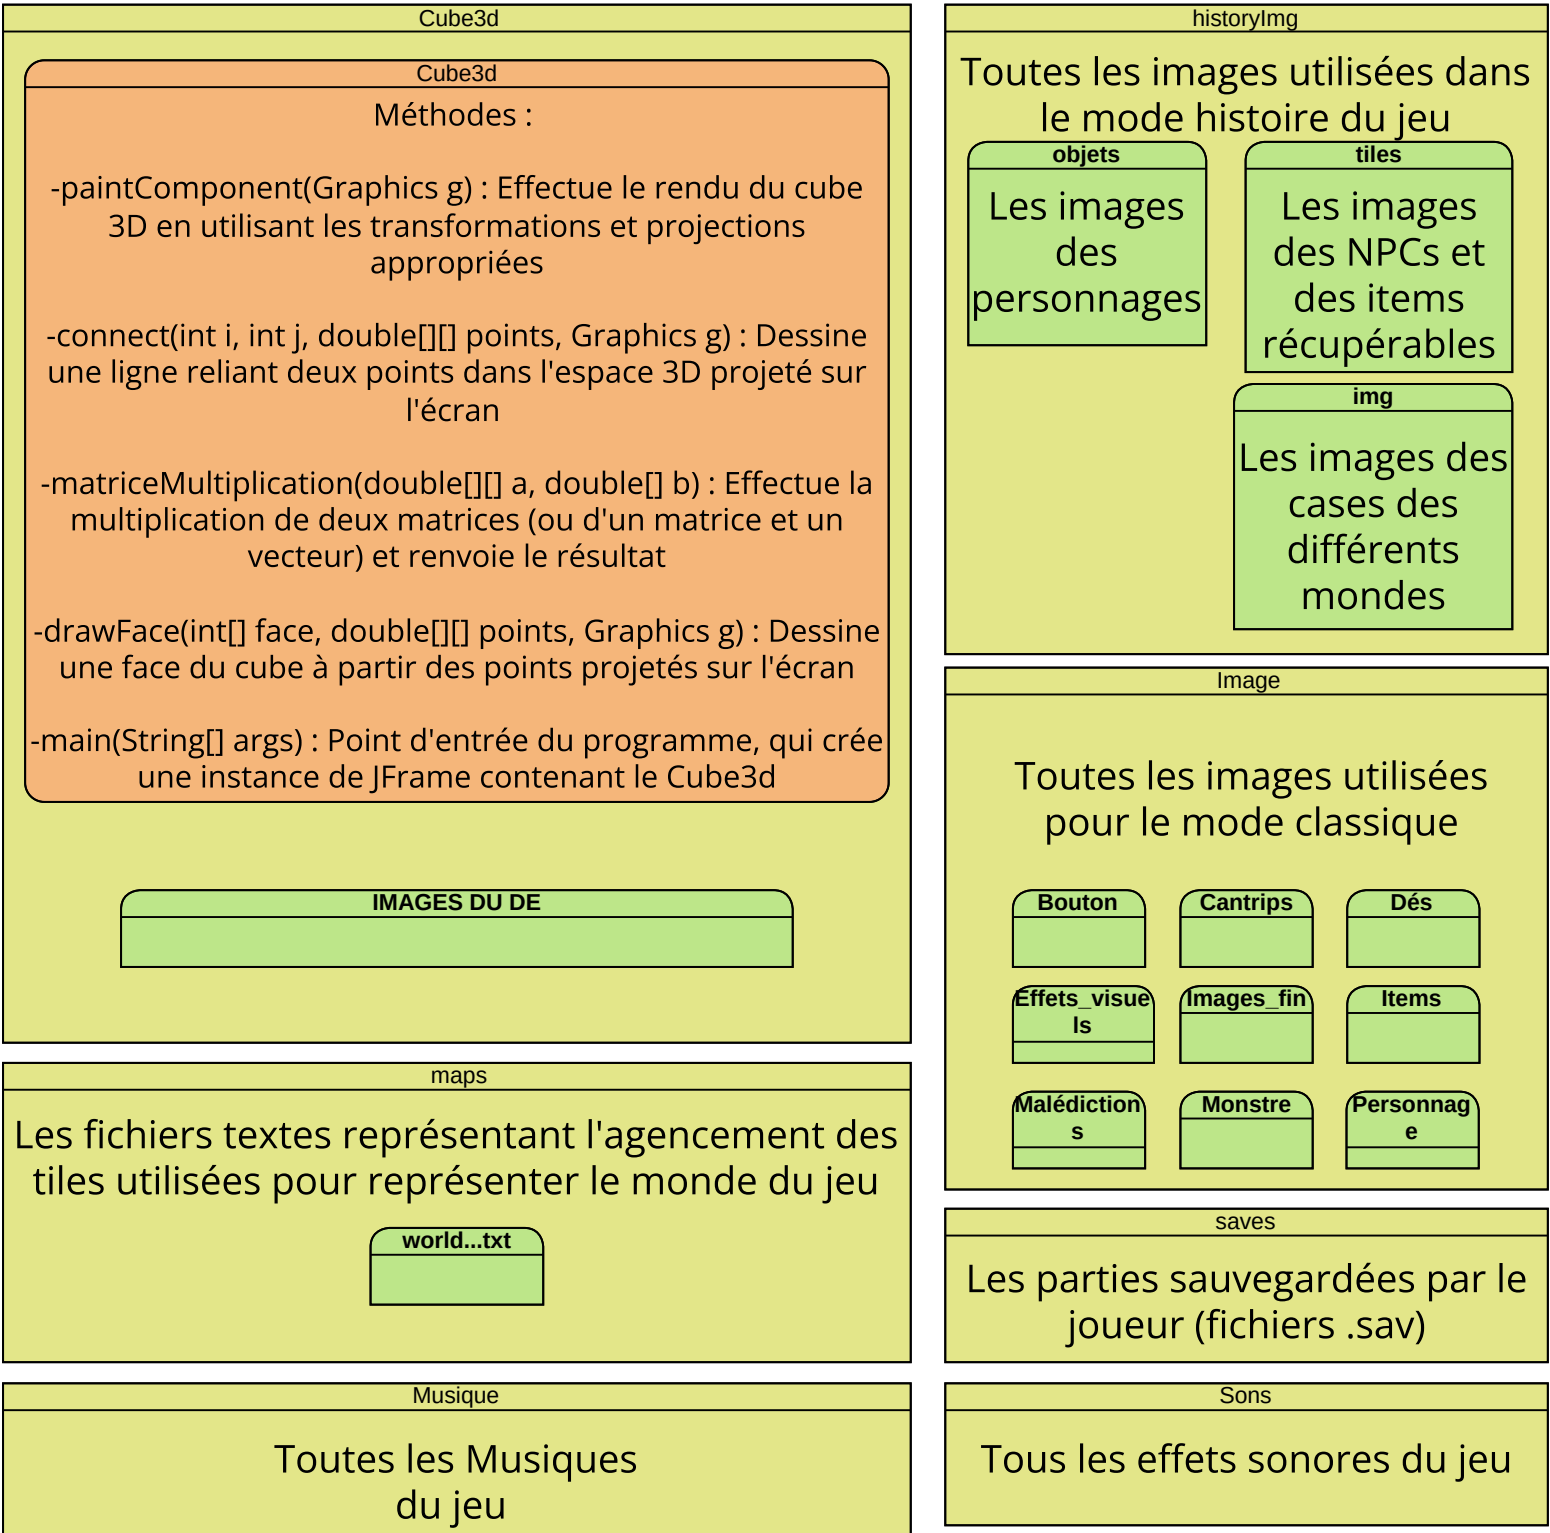 Cube3d
Cube3d
Méthodes :
-paintComponent(Graphics g) : Effectue le rendu du cube
3D en utilisant les transformations et projections
appropriées
-connect(int i, int j, double[][] points, Graphics g) : Dessine
une ligne reliant deux points dans l'espace 3D projeté sur
l'écran
-matriceMultiplication(double[][] a, double[] b) : Effectue la
multiplication de deux matrices (ou d'un matrice et un
vecteur) et renvoie le résultat
-drawFace(int[] face, double[][] points, Graphics g) : Dessine
une face du cube à partir des points projetés sur l'écran
-main(String[] args) : Point d'entrée du programme, qui crée
une instance de JFrame contenant le Cube3d
IMAGES DU DE
historyImg
Toutes les images utilisées dans
le mode histoire du jeu
objets
Les images
des
personnages
tiles
Les images
des NPCs et
des items
récupérables
img
Les images des
cases des
différents
mondes
Image
Toutes les images utilisées
pour le mode classique
Bouton
Cantrips
Dés
Effets_visue
ls
Images_fin
Items
Malédiction
s
Monstre
Personnag
e
maps
Les fichiers textes représentant l'agencement des
tiles utilisées pour représenter le monde du jeu
world...txt
saves
Les parties sauvegardées par le
joueur (fichiers .sav)
Musique
Toutes les Musiques
du jeu
Sons
Tous les effets sonores du jeu